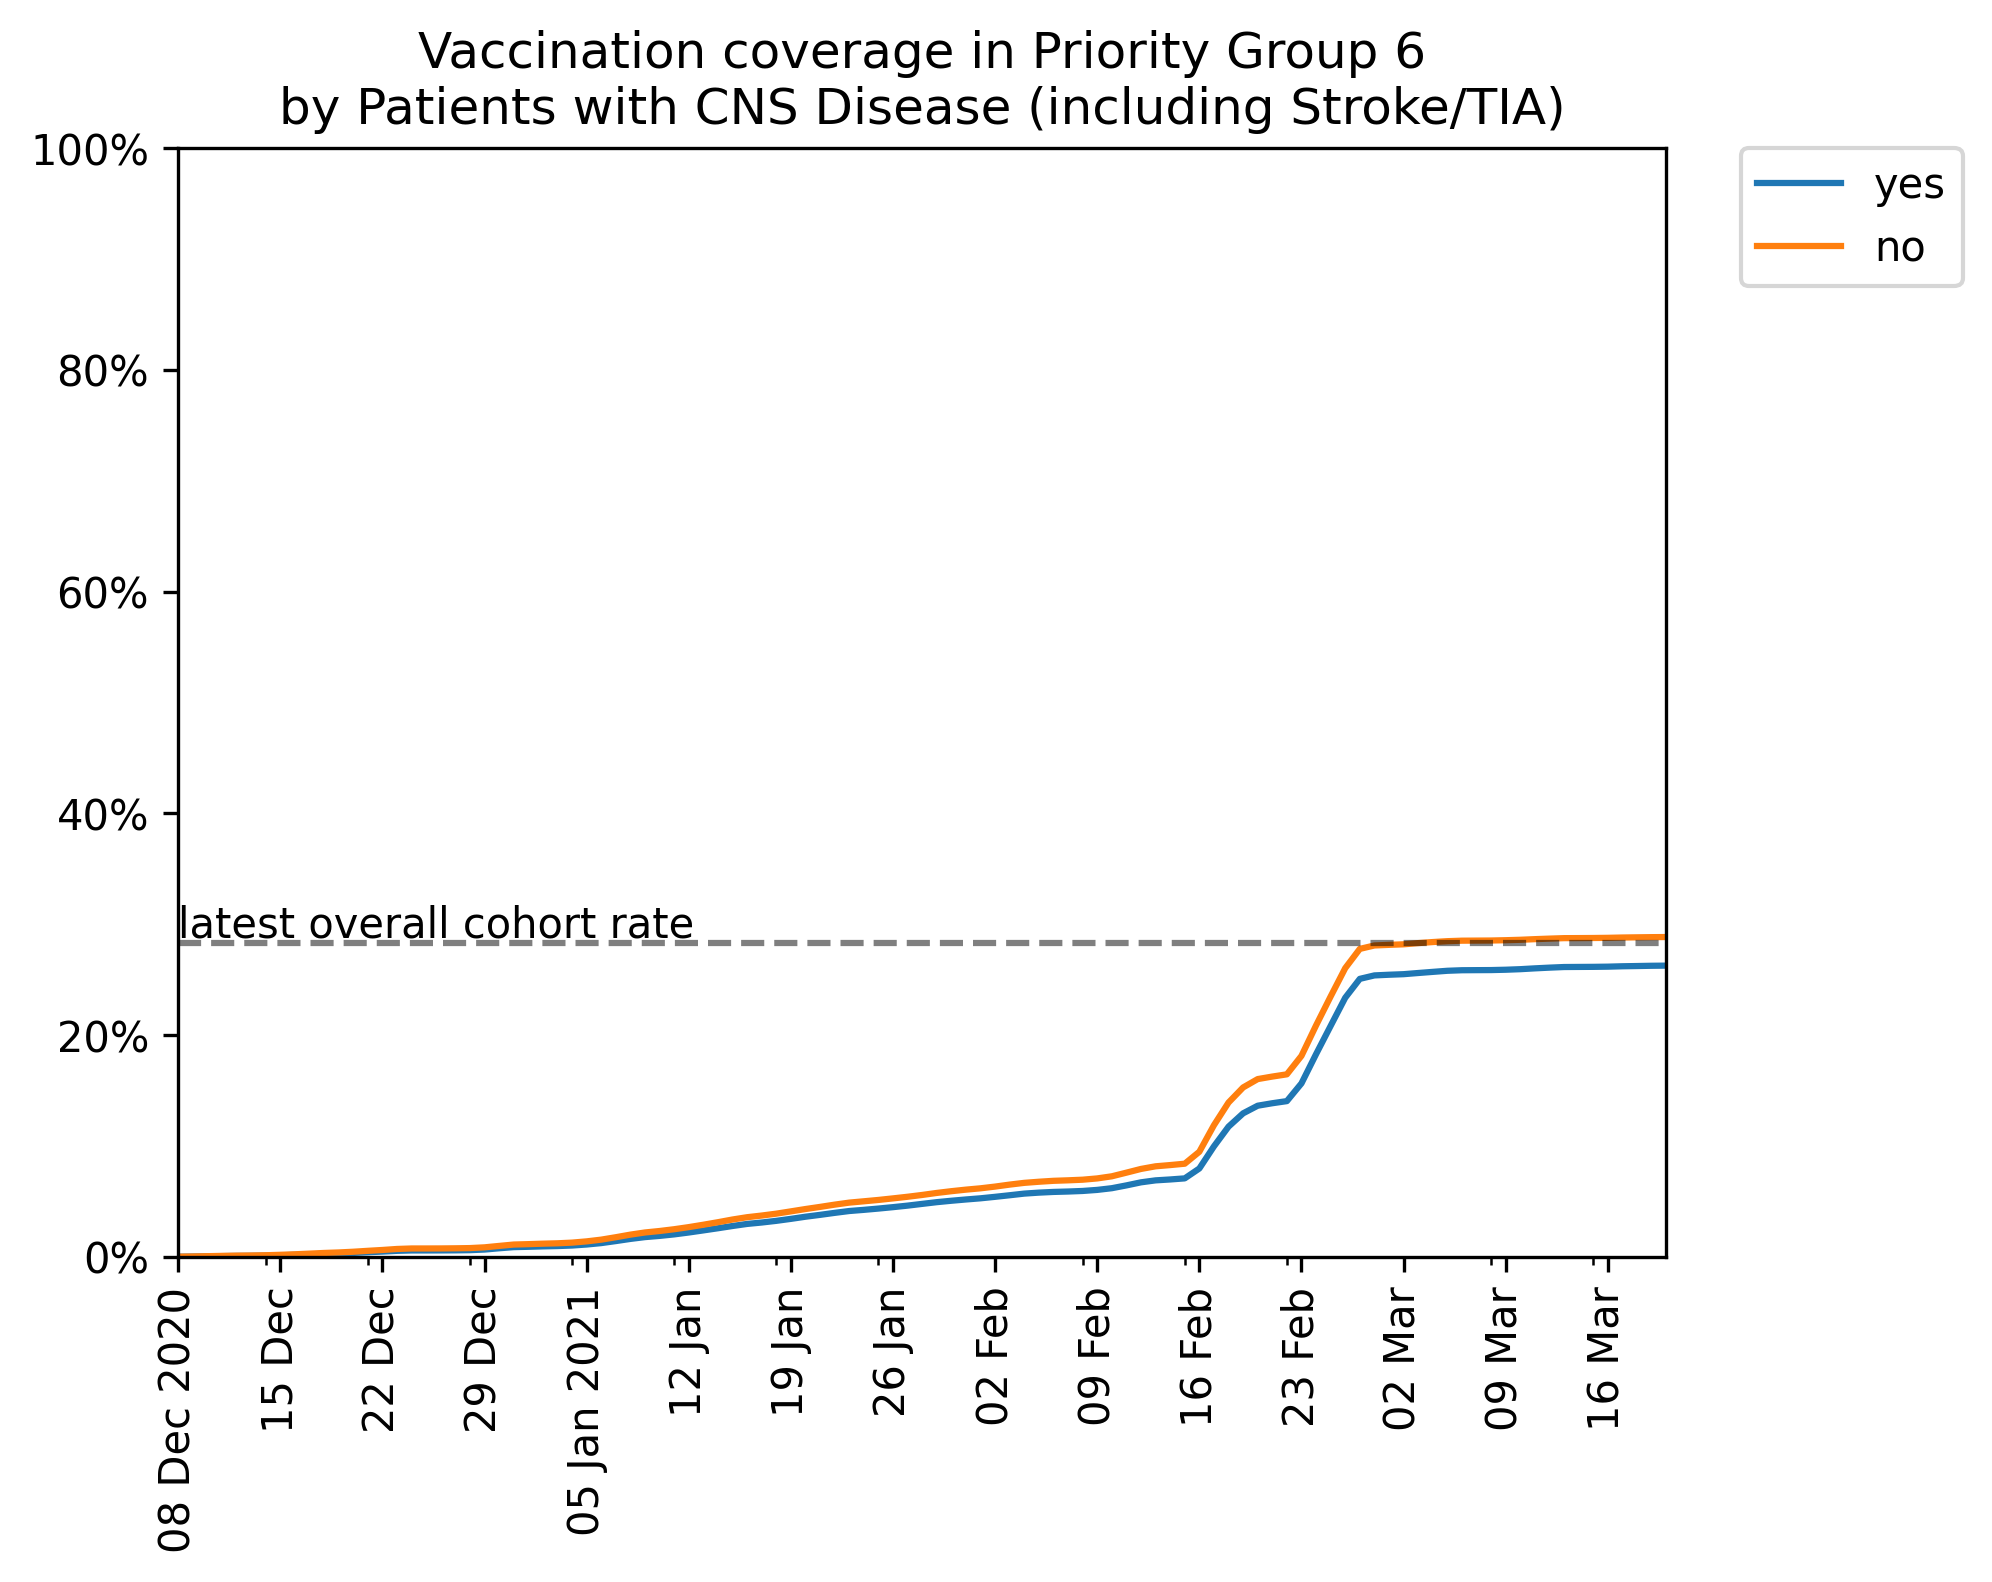 Vaccination coverage in Priority Group 6
by Patients with CNS Disease (including Stroke/TIA)
100%
80%
60%
40%
20%
0%
latest overall cohort rate
yes
no
08 Dec 2020
15 Dec
22 Dec
29 Dec
05 Jan 2021
12 Jan
19 Jan
26 Jan
02 Feb
09 Feb
16 Feb
23 Feb
02 Mar
09 Mar
16 Mar